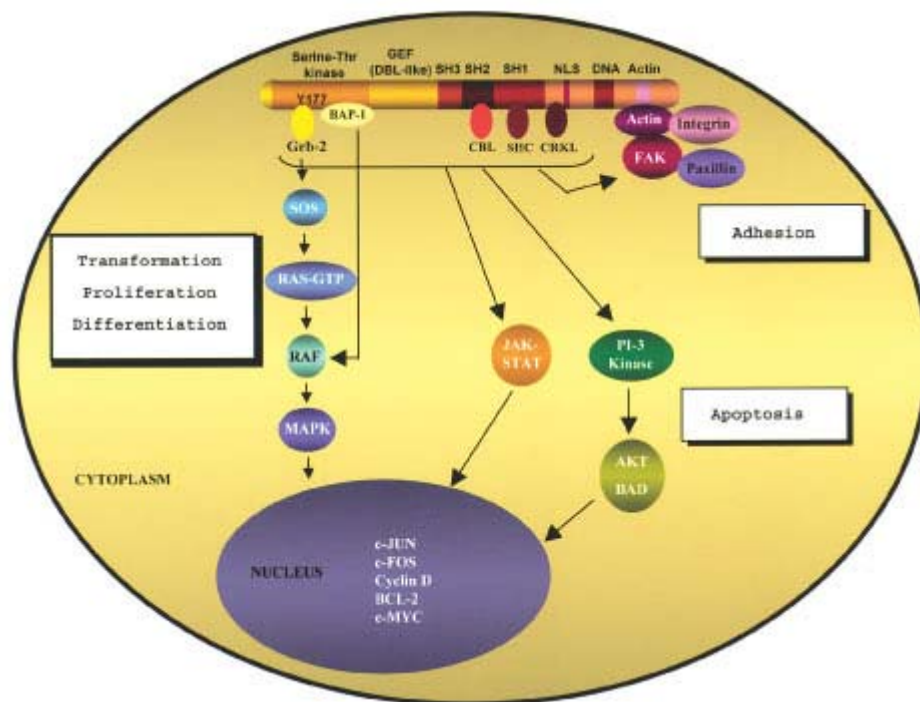 Serine-Thr
kinase
GEF
(DBL-like)
SH3 SH2 SH1 NLS DNA Actin
Y177
BAP-1
Grb-2
CBL SHC CRKL
Actin
Integrin
FAK
Paxillin
SOS
RAS-GTP
RAF
MAPK
Transformation
Proliferation
Differentiation
Adhesion
JAK-
STAT
PI-3
Kinase
Apoptosis
AKT
BAD
CYTOPLASM
NUCLEUS
c-JUN
c-FOS
Cyclin D
BCL-2
c-MYC